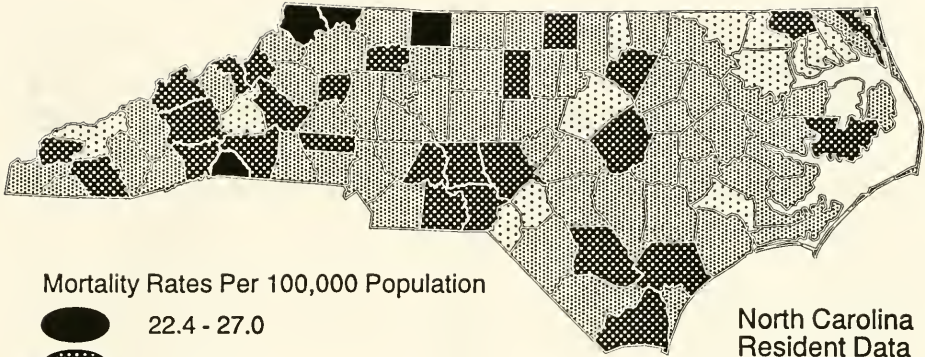 Mortality Rates Per 100,000 Population
22.4 - 27.0
North Carolina
Resident Data